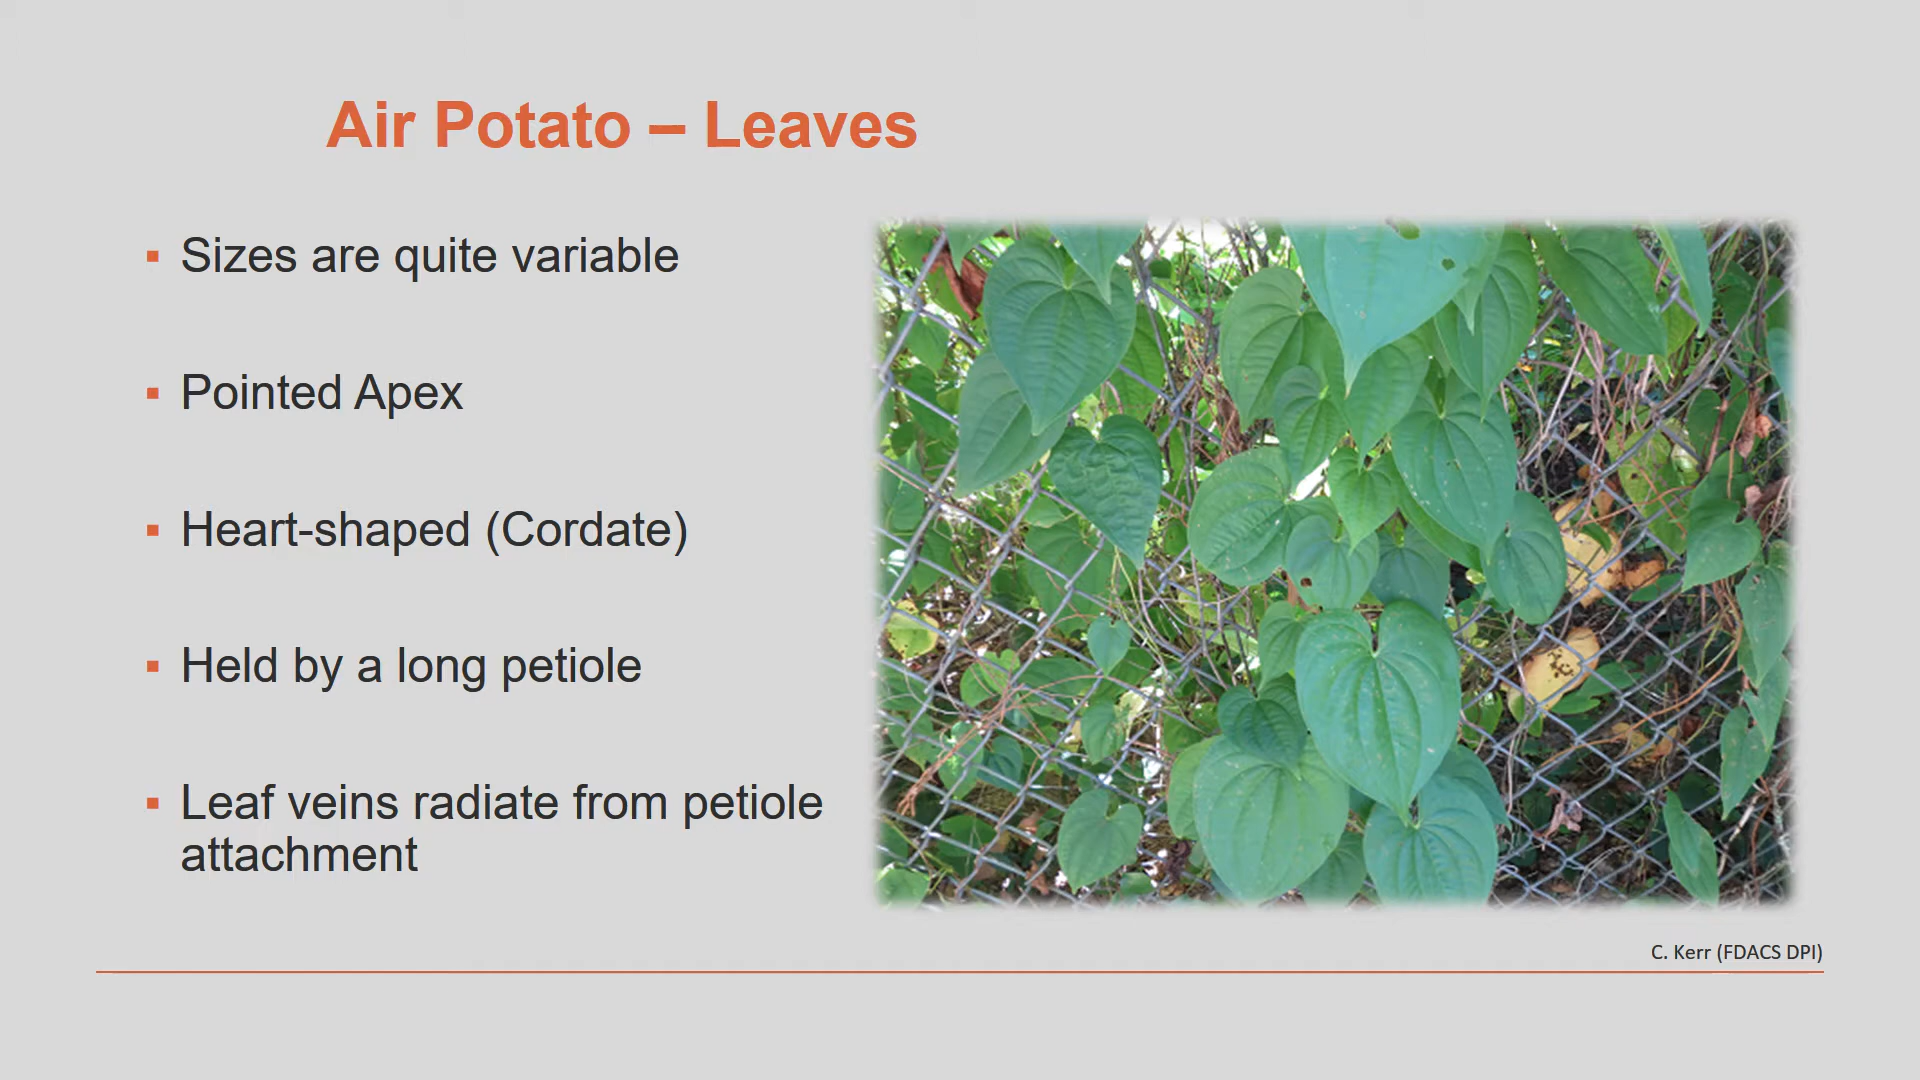 Air Potato – Leaves
▪ Sizes are quite variable
▪ Pointed Apex
▪ Heart-shaped (Cordate)
▪ Held by a long petiole
▪ Leaf veins radiate from petiole
attachment
C. Kerr (FDACS DPI)